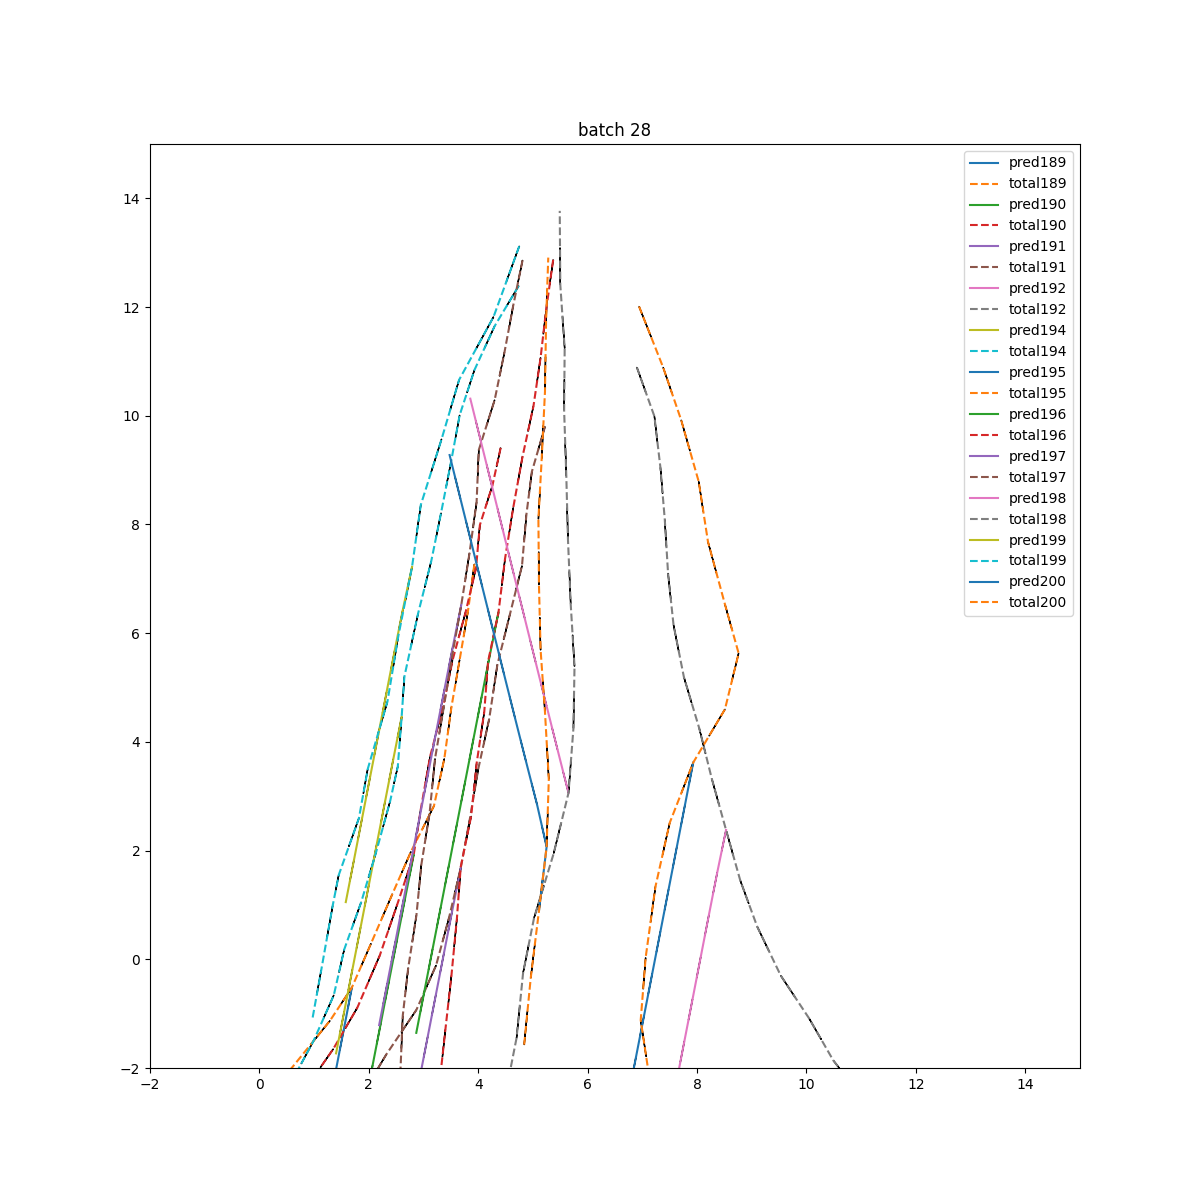 batch 28
pred189
total189
pred190
total190
pred191
total191
pred192
total192
pred194
total194
pred195
total195
pred196
total196
pred197
total197
pred198
total198
pred199
total199
pred200
total200
14
12
10
8
6
4
2
0
−2
−2 0 2 4 6 8 10 12 14